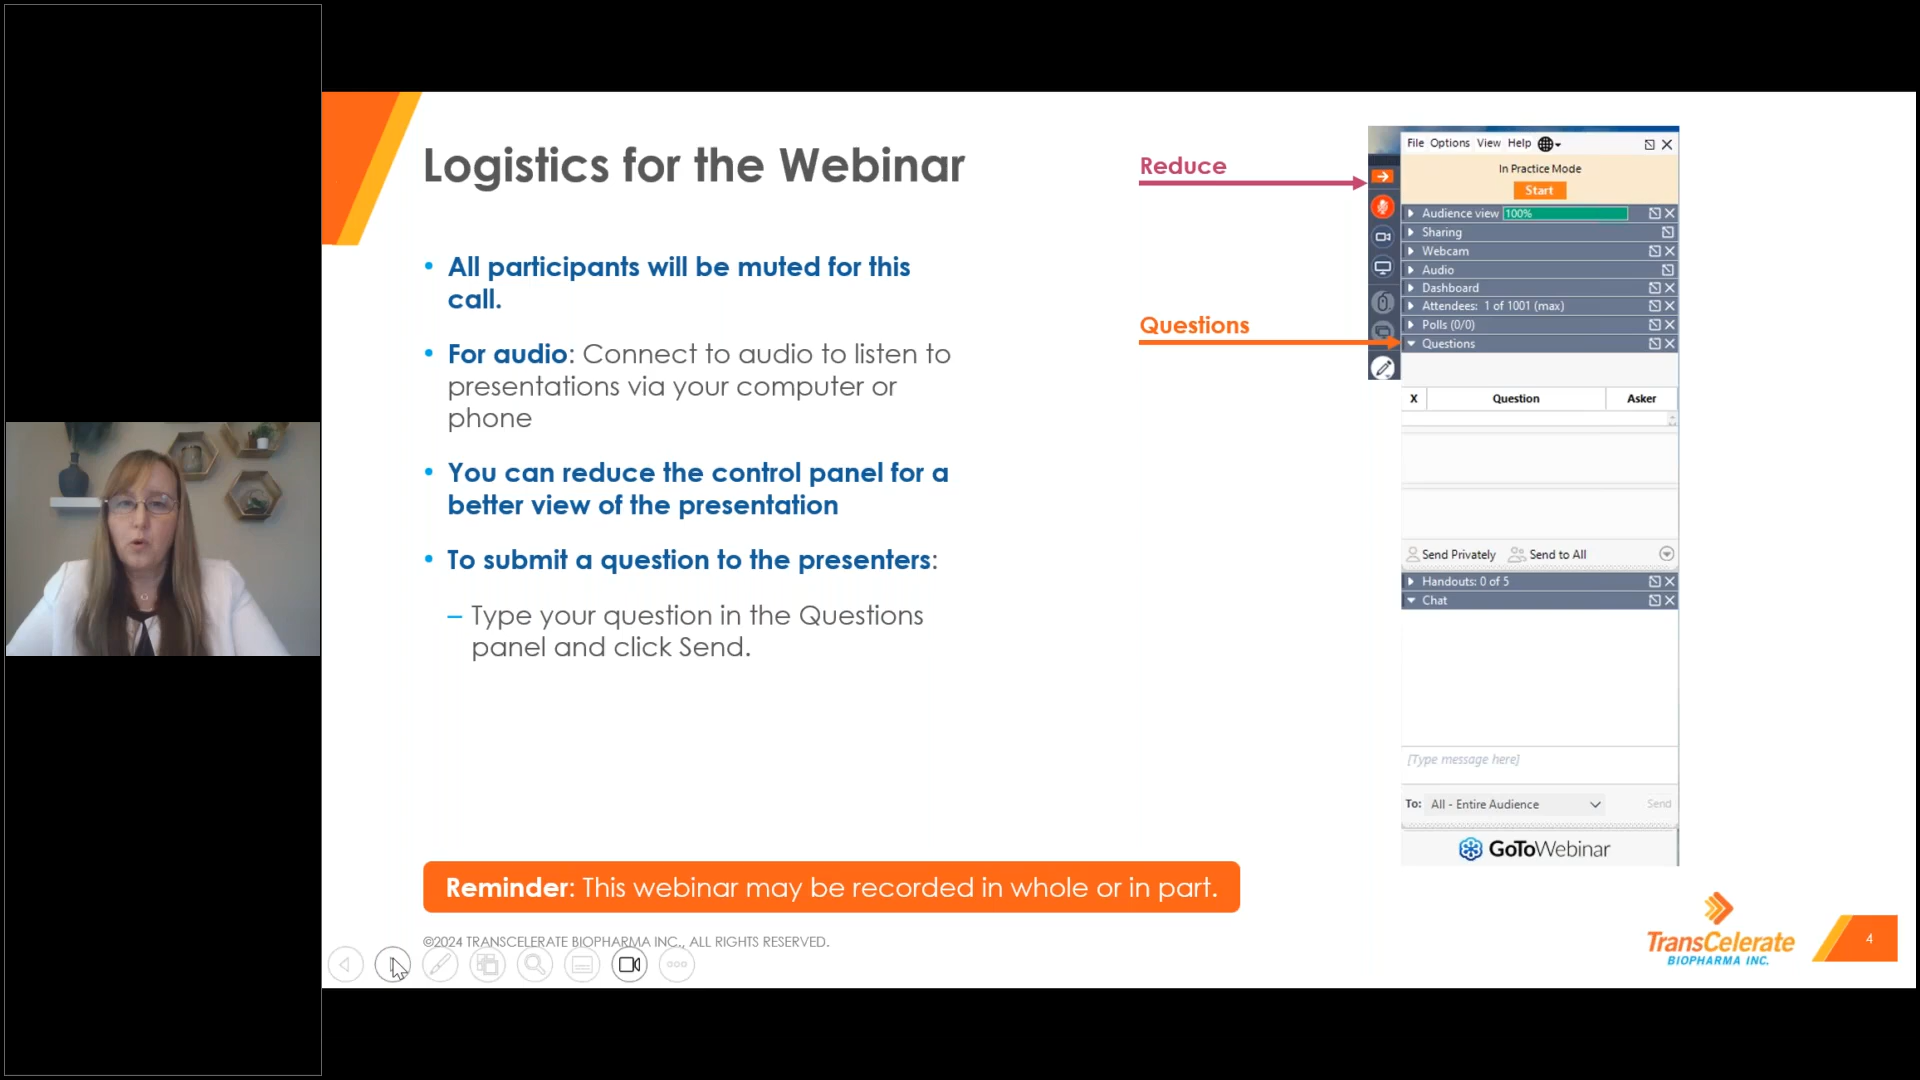 Logistics for the Webinar
• All participants will be muted for this
call.
• For audio: Connect to audio to listen to
presentations via your computer or
phone
• You can reduce the control panel for a
better view of the presentation
• To submit a question to the presenters:
– Type your question in the Questions
panel and click Send.
Reduce
Questions
File Options View Help
In Practice Mode
Start
Audience view 100%
Sharing
Webcam
Audio
Dashboard
Attendees: 1 of 1001 (max)
Polls (0/0)
Questions
X Question Asker
Send Privately Send to All
Handouts: 0 of 5
Chat
[Type message here]
To: All - Entire Audience Send
GoToWebinar
Reminder: This webinar may be recorded in whole or in part.
©2024 TRANSCELERATE BIOPHARMA INC., ALL RIGHTS RESERVED.
TransCelerate
BIOPHARMA INC.
4